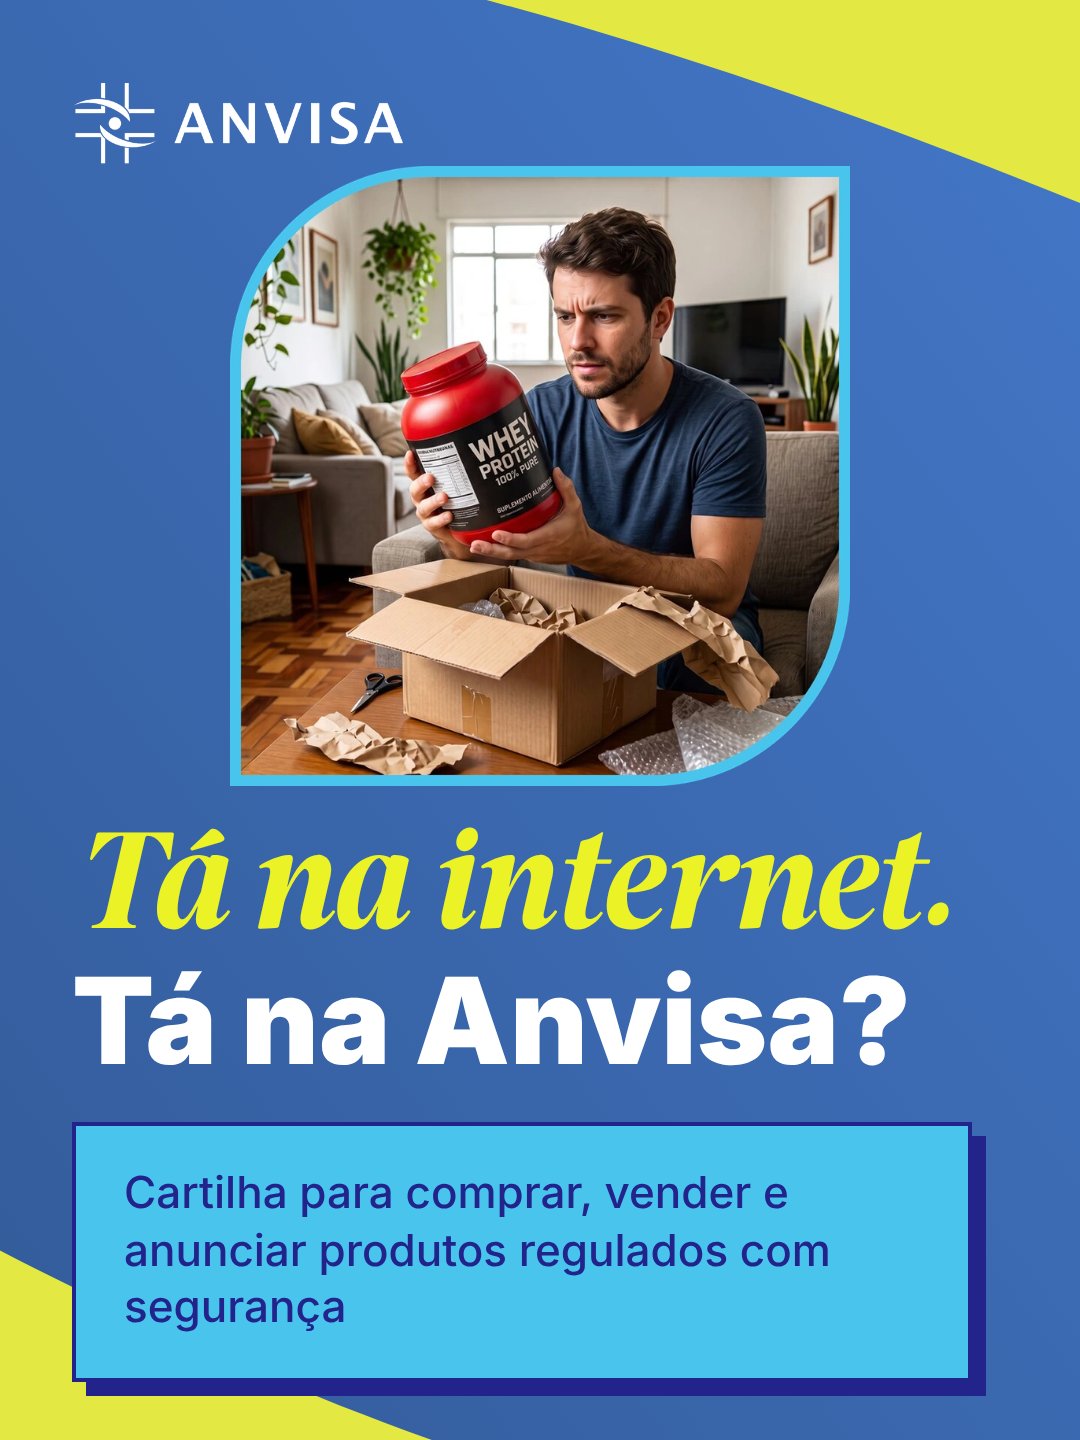 ANVISA
WHEY
PROTEIN
100% PURE
SUPLEMENTO
Tá na internet.
Tá na Anvisa?
Cartilha para comprar, vender e
anunciar produtos regulados com
segurança